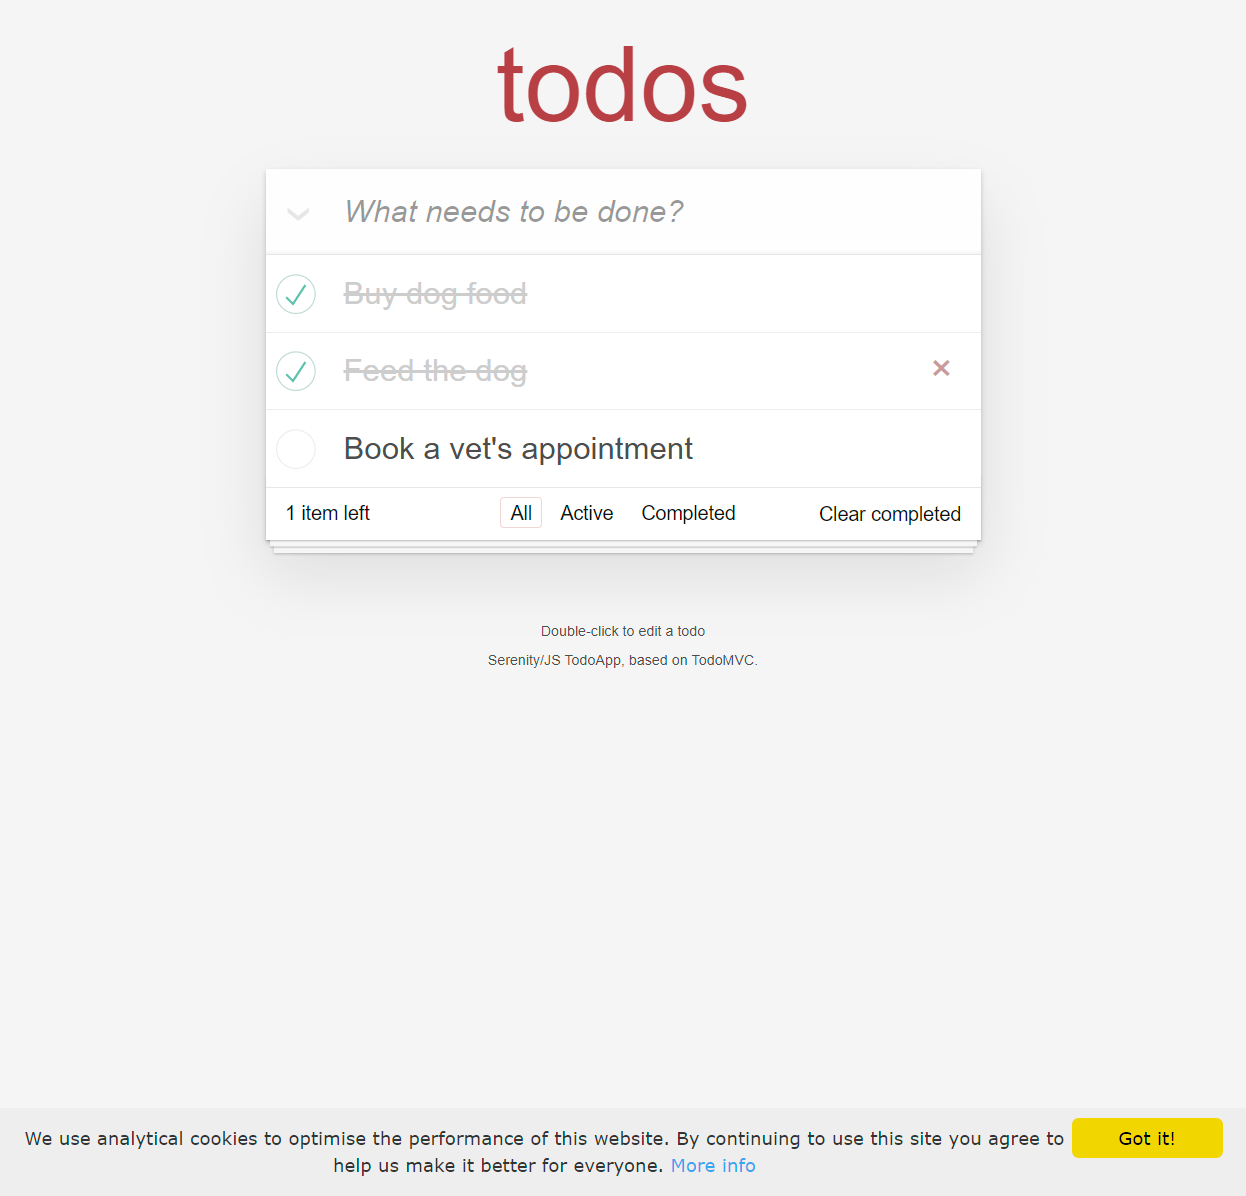 todos
What needs to be done?
Buy dog food
Feed the dog
Book a vet's appointment
1 item left All Active Completed Clear completed
Double-click to edit a todo
Serenity/JS TodoApp, based on TodoMVC.
We use analytical cookies to optimise the performance of this website. By continuing to use this site you agree to Got it!
help us make it better for everyone. More info